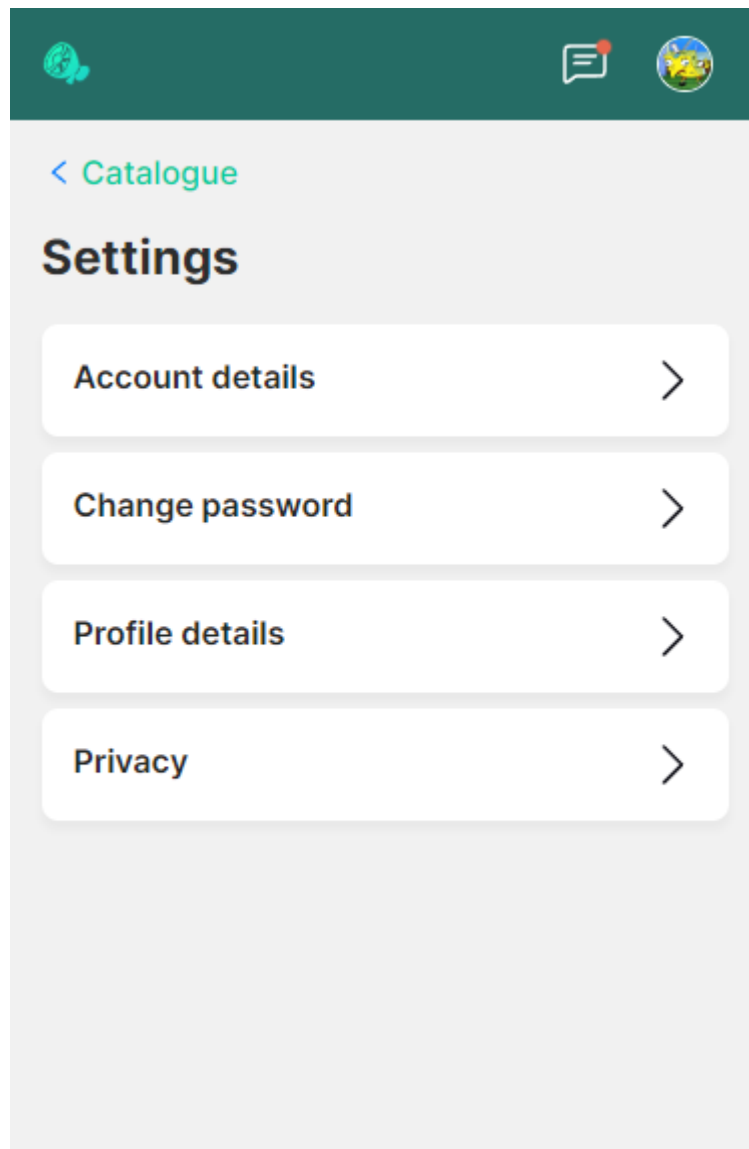 Catalogue
Settings
Account details
Change password
Profile details
Privacy